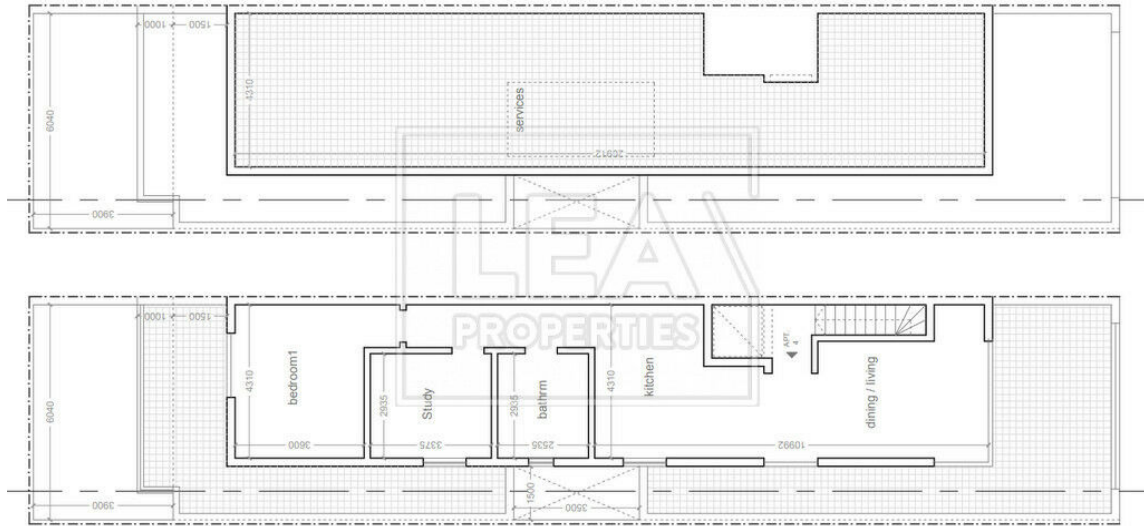 1000
1500
6040
4310
services
20912
3900
LEA
PROPERTIES
1000
1500
6040
4310
bedroom1
2935
Study
2935
bathrm
kitchen
4310
APT.
4
dining / living
3600
3375
2535
10992
3900
1500
3500